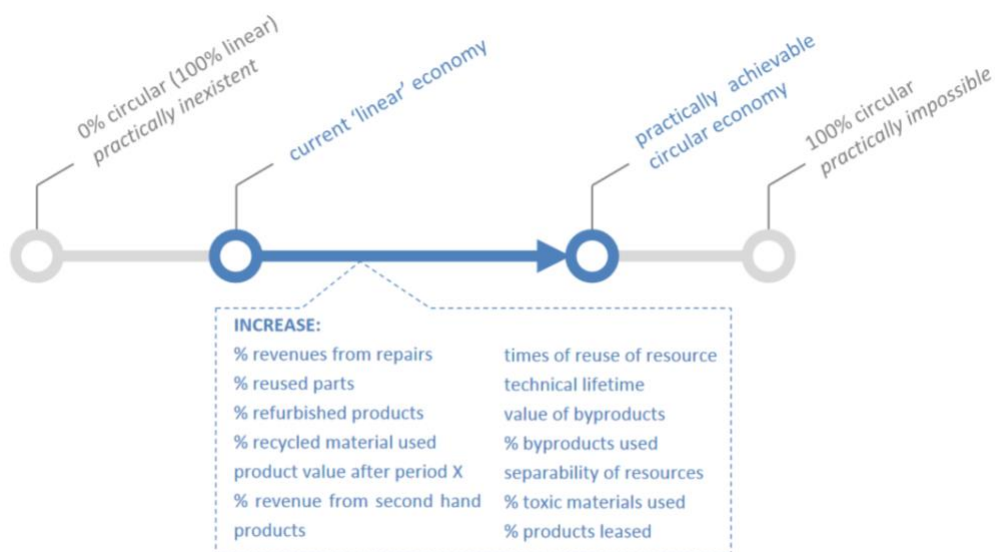 0% circular (100% linear)
practically inexistent
current ‘linear’ economy
practically achievable
circular economy
100% circular
practically impossible
INCREASE:
% revenues from repairs
% reused parts
% refurbished products
% recycled material used
product value after period X
% revenue from second hand
products
times of reuse of resource
technical lifetime
value of byproducts
% byproducts used
separability of resources
% toxic materials used
% products leased